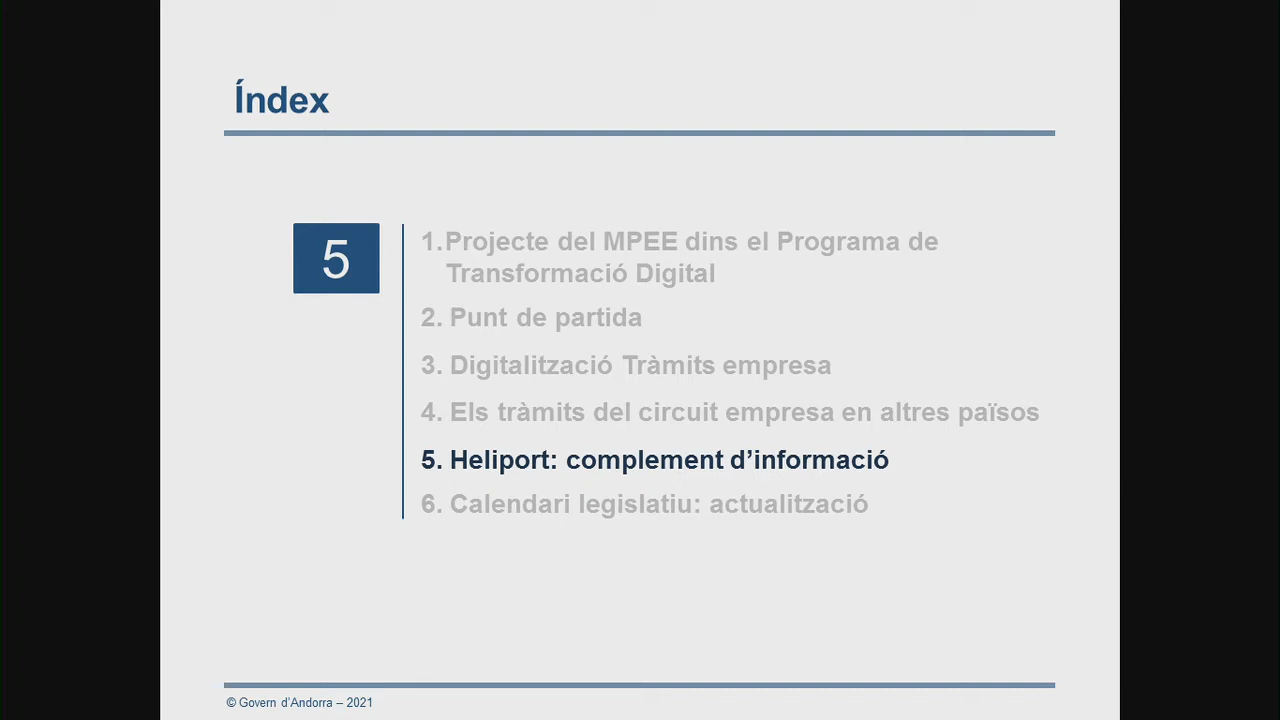 Índex
5
1.Projecte del MPEE dins el Programa de
Transformació Digital
2. Punt de partida
3. Digitalització Tràmits empresa
4. Els tràmits del circuit empresa en altres països
5. Heliport: complement d’informació
6. Calendari legislatiu: actualització
© Govern d’Andorra – 2021